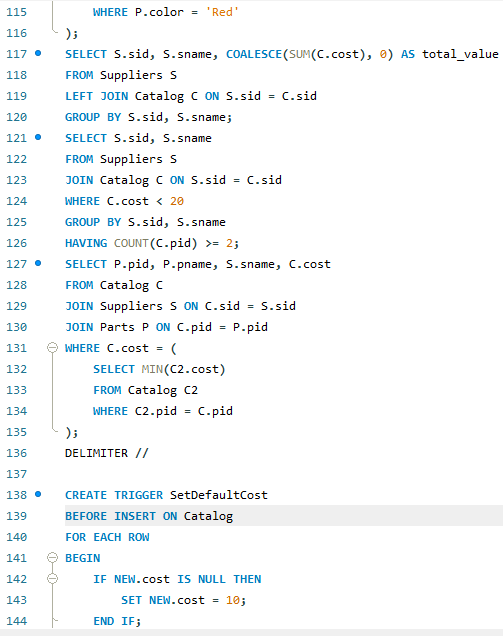 115 WHERE P.color = 'Red'
116 );
117 SELECT S.sid, S.sname, COALESCE(SUM(C.cost), 0) AS total_value
118 FROM Suppliers S
119 LEFT JOIN Catalog C ON S.sid = C.sid
120 GROUP BY S.sid, S.sname;
121 SELECT S.sid, S.sname
122 FROM Suppliers S
123 JOIN Catalog C ON S.sid = C.sid
124 WHERE C.cost < 20
125 GROUP BY S.sid, S.sname
126 HAVING COUNT(C.pid) >= 2;
127 SELECT P.pid, P.pname, S.sname, C.cost
128 FROM Catalog C
129 JOIN Suppliers S ON C.sid = S.sid
130 JOIN Parts P ON C.pid = P.pid
131 WHERE C.cost = (
132 SELECT MIN(C2.cost)
133 FROM Catalog C2
134 WHERE C2.pid = C.pid
135 );
136 DELIMITER //
137
138 CREATE TRIGGER SetDefaultCost
139 BEFORE INSERT ON Catalog
140 FOR EACH ROW
141 BEGIN
142 IF NEW.cost IS NULL THEN
143 SET NEW.cost = 10;
144 END IF;